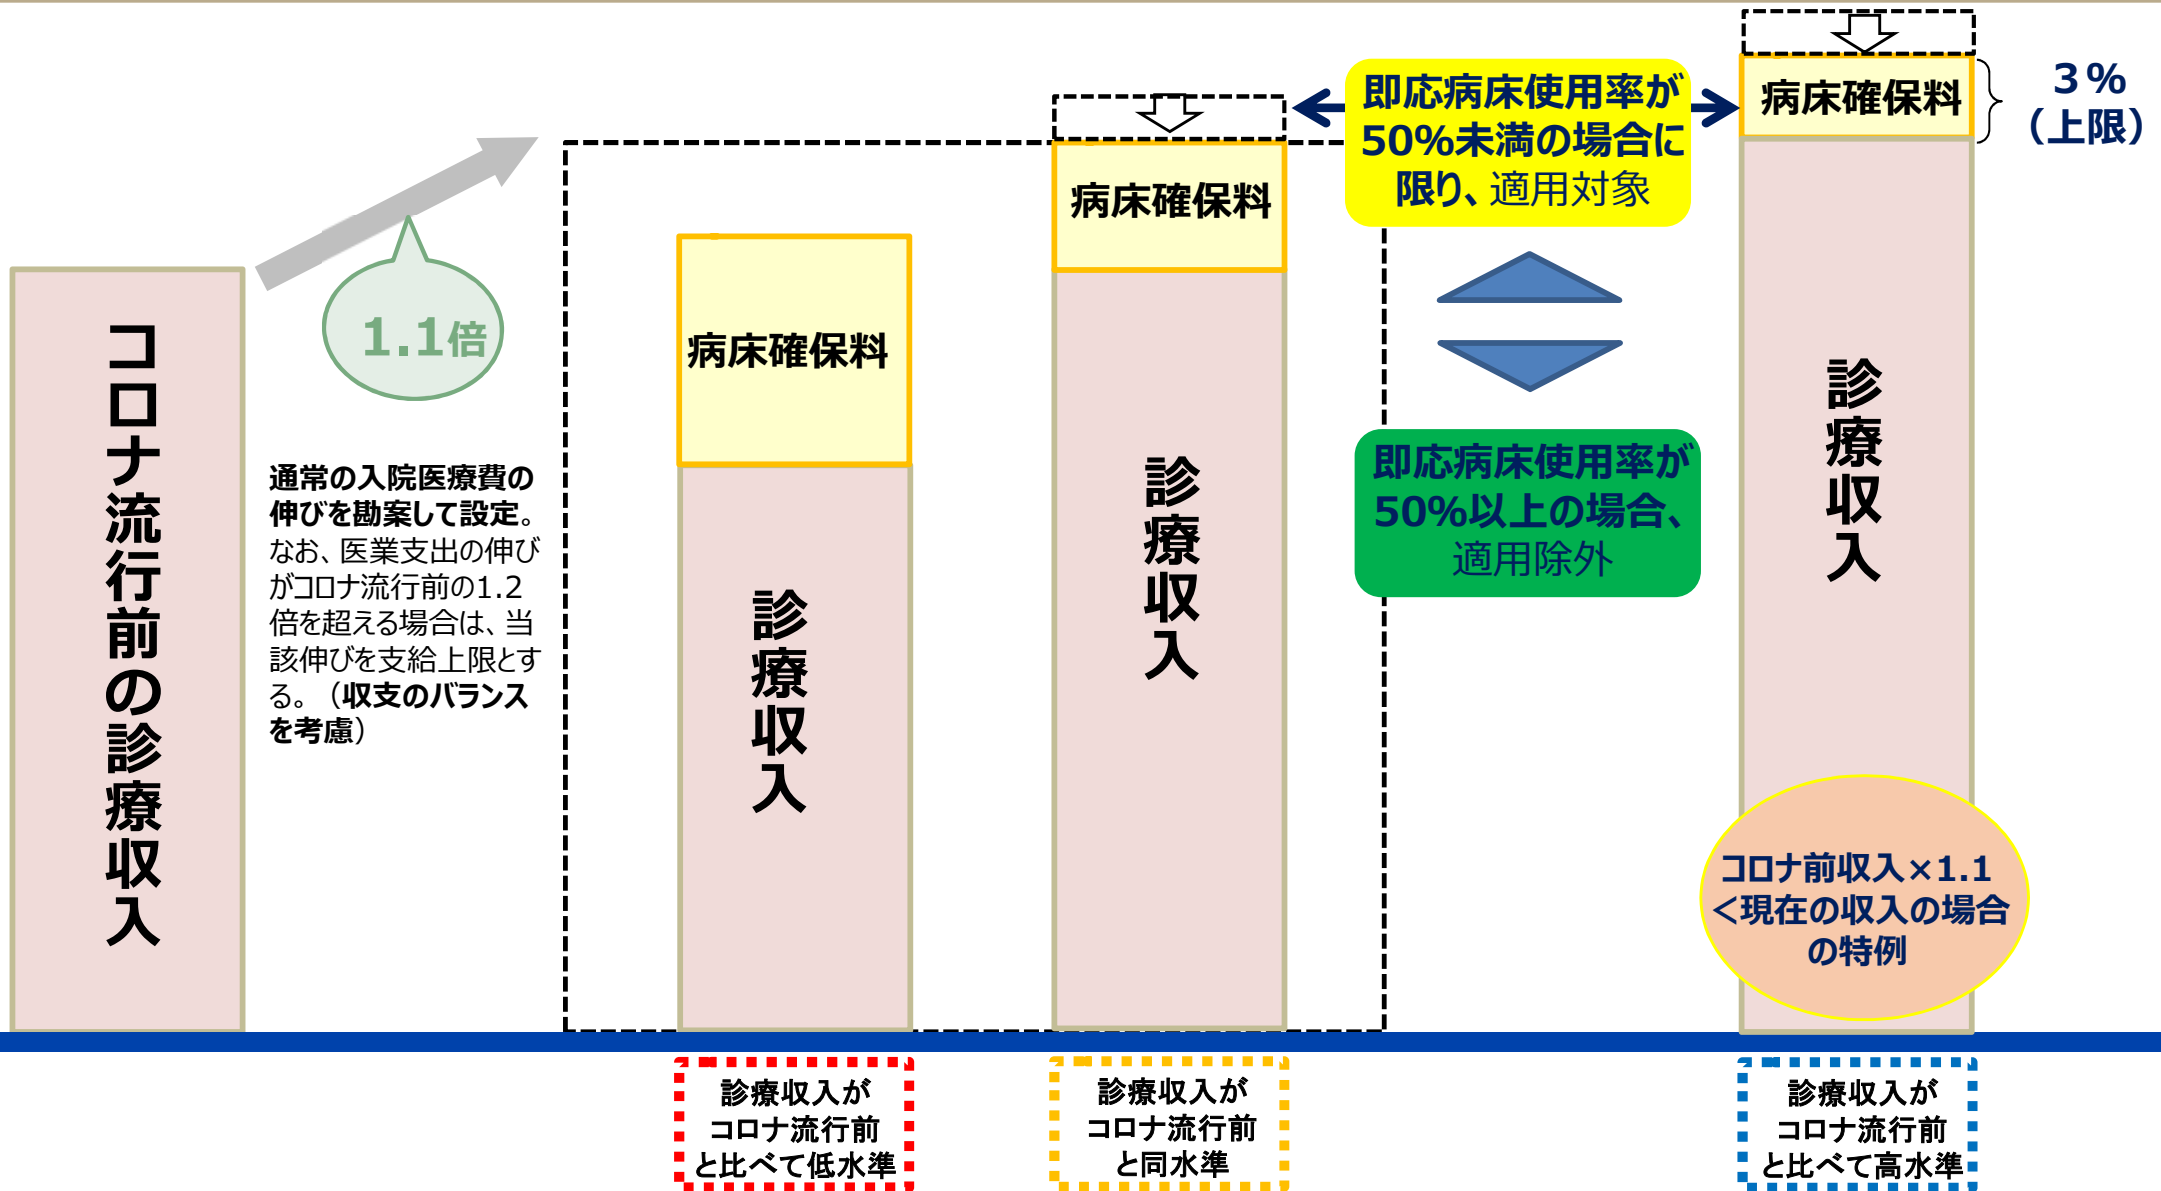 コロナ流行前の診療収入
1.1倍
通常の入院医療費の
伸びを勘案して設定。
なお、医業支出の伸び
がコロナ流行前の1.2
倍を超える場合は、当
該伸びを支給上限とす
る。（収支のバランス
を考慮）
病床確保料
診療収入
診療収入が
コロナ流行前
と比べて低水準
病床確保料
診療収入
診療収入が
コロナ流行前
と同水準
即応病床使用率が
50%未満の場合に
限り、適用対象
即応病床使用率が
50%以上の場合、
適用除外
病床確保料
３％
（上限）
診療収入
コロナ前収入×1.1
＜現在の収入の場合
の特例
診療収入が
コロナ流行前
と比べて高水準